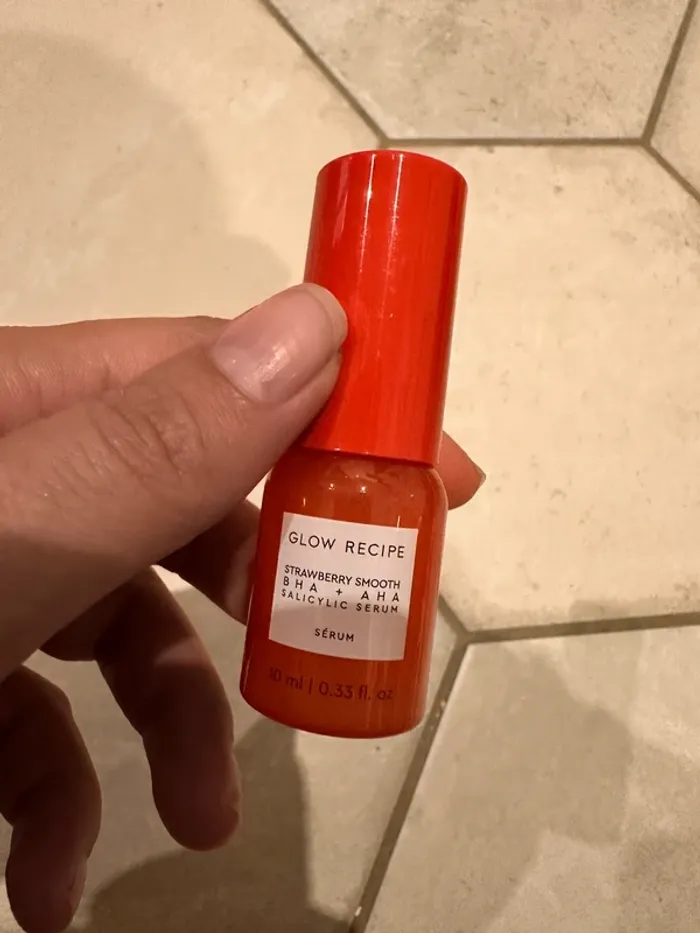 GLOW RECIPE
STRAWBERRY SMOOTH
BHA + AHA
SALICYLIC SERUM
SÉRUM
10 ml | 0.33 fl. oz